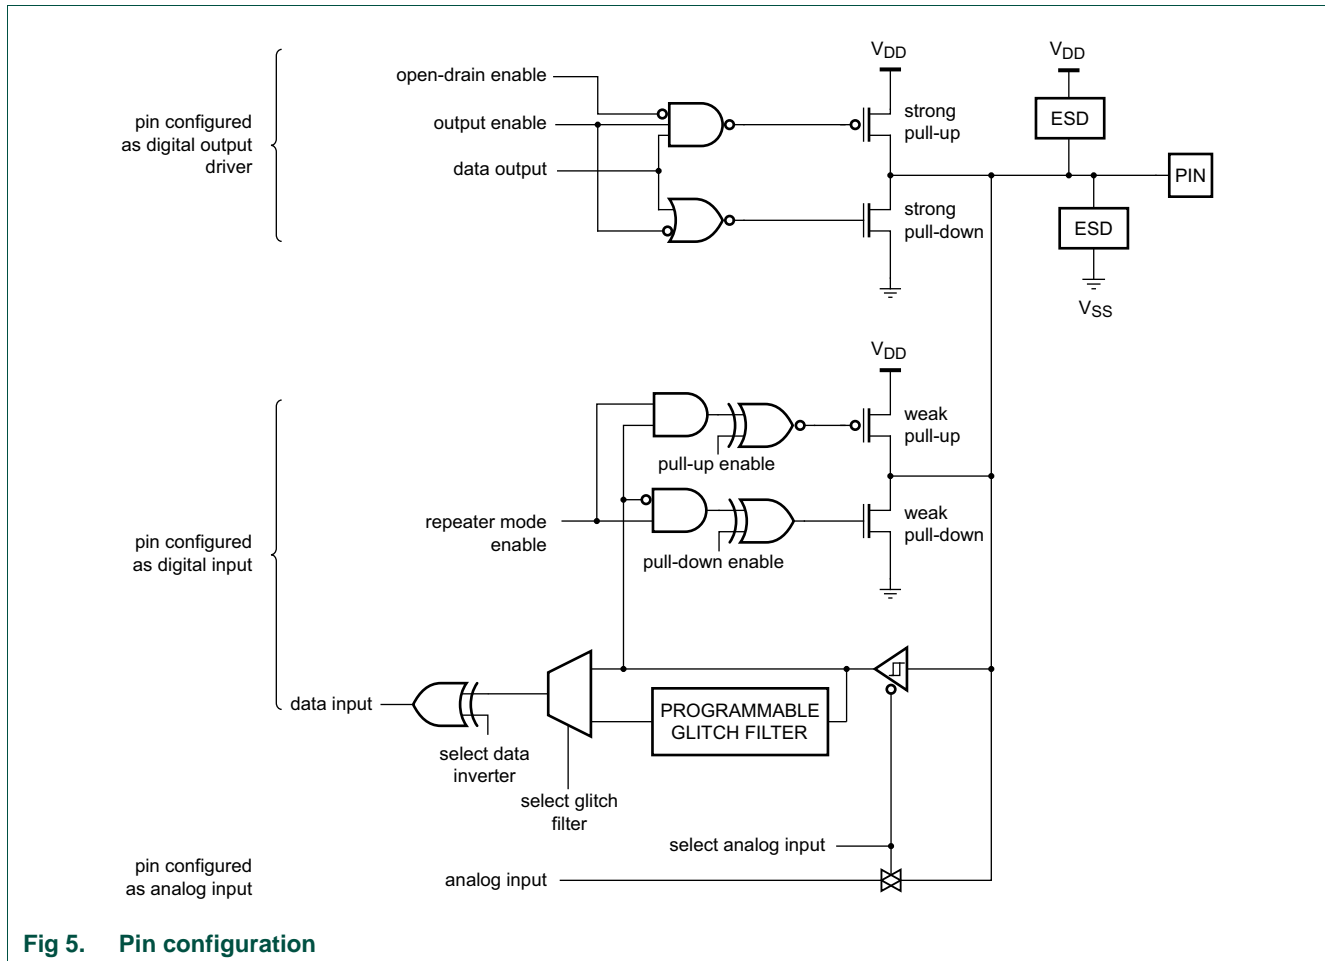 VDD
VDD
open-drain enable
pin configured
as digital output
driver
output enable
data output
strong
pull-up
ESD
PIN
strong
pull-down
ESD
VSS
VDD
weak
pull-up
pull-up enable
repeater mode
enable
pull-down enable
weak
pull-down
pin configured
as digital input
data input
select data
inverter
select glitch
filter
PROGRAMMABLE
GLITCH FILTER
select analog input
pin configured
as analog input
analog input
Fig 5. Pin configuration